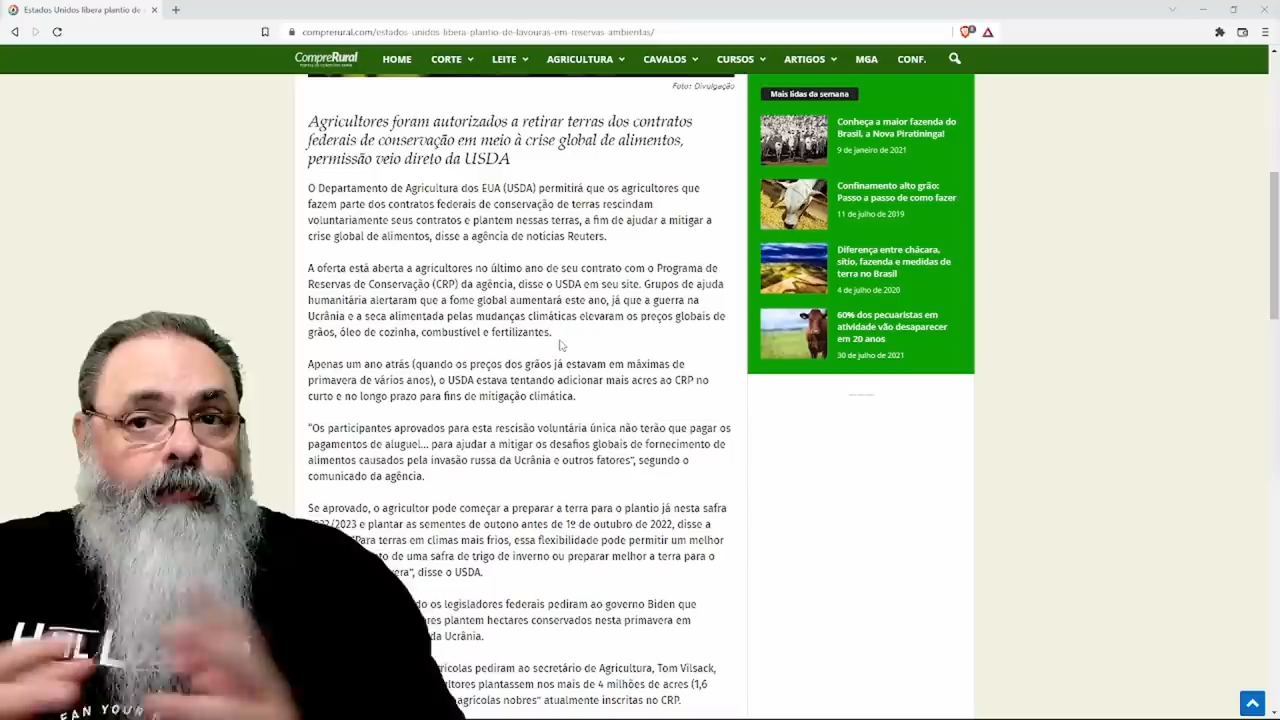 Estados Unidos libera plantio de
comprerural.com/estados-unidos-libera-plantio-de-lavouras-em-reservas-ambientas/
CompreRural
HOME
CORTE
LEITE
AGRICULTURA
CAVALOS
CURSOS
ARTIGOS
MGA
CONF.
Foto: Divulgação
Agricultores foram autorizados a retirar terras dos contratos
federais de conservação em meio à crise global de alimentos,
permissão veio direto da USDA
O Departamento de Agricultura dos EUA (USDA) permitirá que os agricultores que
fazem parte dos contratos federais de conservação de terras rescindam
voluntariamente seus contratos e plantem nessas terras, a fim de ajudar a mitigar a
crise global de alimentos, disse a agência de notícias Reuters.
A oferta está aberta a agricultores no último ano de seu contrato com o Programa de
Reservas de Conservação (CRP) da agência, disse o USDA em seu site. Grupos de ajuda
humanitária alertaram que a fome global aumentará este ano, já que a guerra na
Ucrânia e a seca alimentada pelas mudanças climáticas elevaram os preços globais de
grãos, óleo de cozinha, combustível e fertilizantes.
Apenas um ano atrás (quando os preços dos grãos já estavam em máximas de
primavera de vários anos), o USDA estava tentando adicionar mais acres ao CRP no
curto e no longo prazo para fins de mitigação climática.
"Os participantes aprovados para esta rescisão voluntária única não terão que pagar os
pagamentos de aluguel... para ajudar a mitigar os desafios globais de fornecimento de
alimentos causados pela invasão russa da Ucrânia e outros fatores", segundo o
comunicado da agência.
Se aprovado, o agricultor pode começar a preparar a terra para o plantio já nesta safra
2022/2023 e plantar as sementes de outono antes de 1º de outubro de 2022, disse a
"Para terras em climas mais frios, essa flexibilidade pode permitir um melhor
to de uma safra de trigo de inverno ou preparar melhor a terra para o
vera", disse o USDA.
do os legisladores federais pediram ao governo Biden que
ores plantem hectares conservados nesta primavera em
da Ucrânia.
rícolas pediram ao secretário de Agricultura, Tom Vilsack,
ultores plantassem nos mais de 4 milhões de acres (1,6
agrícolas nobres" atualmente inscritas no CRP.
Mais lidas da semana
Conheça a maior fazenda do
Brasil, a Nova Piratininga!
9 de janeiro de 2021
Confinamento alto grão:
Passo a passo de como fazer
11 de julho de 2019
Diferença entre chácara,
sítio, fazenda e medidas de
terra no Brasil
4 de julho de 2020
60% dos pecuaristas em
atividade vão desaparecer
em 20 anos
30 de julho de 2021